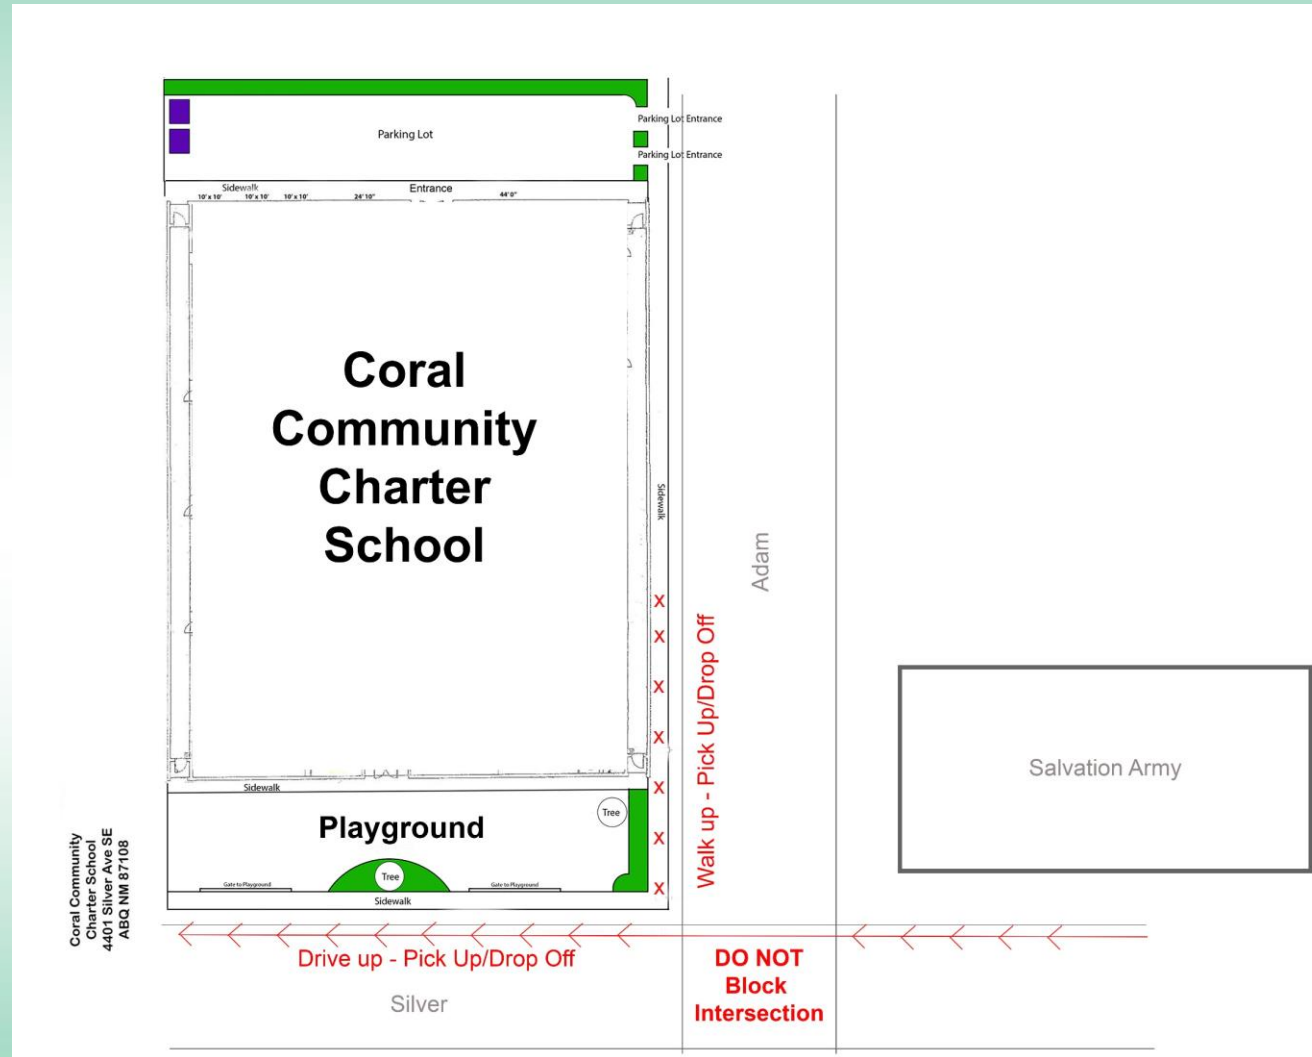 Parking Lot
Parking Lot Entrance
Parking Lot Entrance
Sidewalk
Entrance
10' x 10'
10' x 10'
10' x 10'
24' 10"
44' 0"
Coral
Community
Charter
School
Sidewalk
Adam
X
X
X
X
X
X
X
Walk up - Pick Up/Drop Off
Salvation Army
Sidewalk
Playground
Tree
Tree
Gate to Playground
Gate to Playground
Sidewalk
Coral Community
Charter School
4401 Silver Ave SE
ABQ NM 87108
Drive up - Pick Up/Drop Off
DO NOT
Block
Intersection
Silver